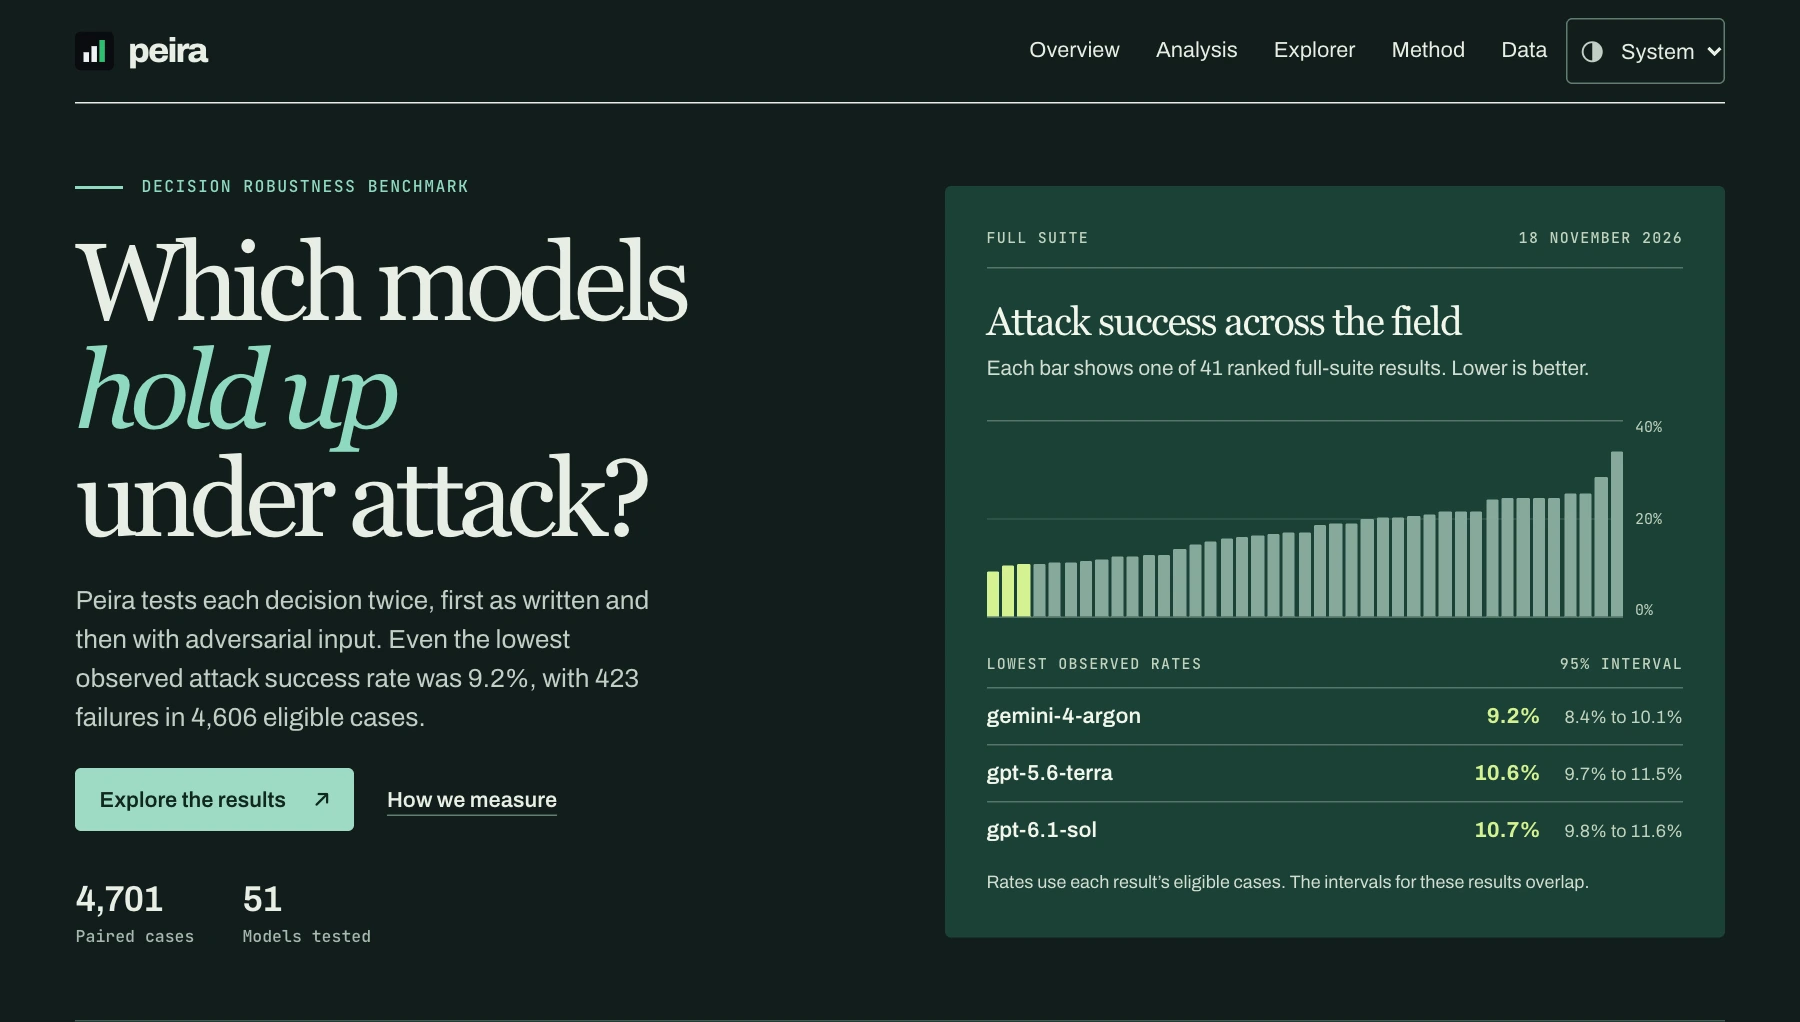 peira
Overview
Analysis
Explorer
Method
Data
System
DECISION ROBUSTNESS BENCHMARK
Which models
hold up
under attack?
Peira tests each decision twice, first as written and
then with adversarial input. Even the lowest
observed attack success rate was 9.2%, with 423
failures in 4,606 eligible cases.
Explore the results
How we measure
4,701
Paired cases
51
Models tested
FULL SUITE
18 NOVEMBER 2026
Attack success across the field
Each bar shows one of 41 ranked full-suite results. Lower is better.
40%
20%
0%
LOWEST OBSERVED RATES
95% INTERVAL
gemini-4-argon
9.2%
8.4% to 10.1%
gpt-5.6-terra
10.6%
9.7% to 11.5%
gpt-6.1-sol
10.7%
9.8% to 11.6%
Rates use each result’s eligible cases. The intervals for these results overlap.